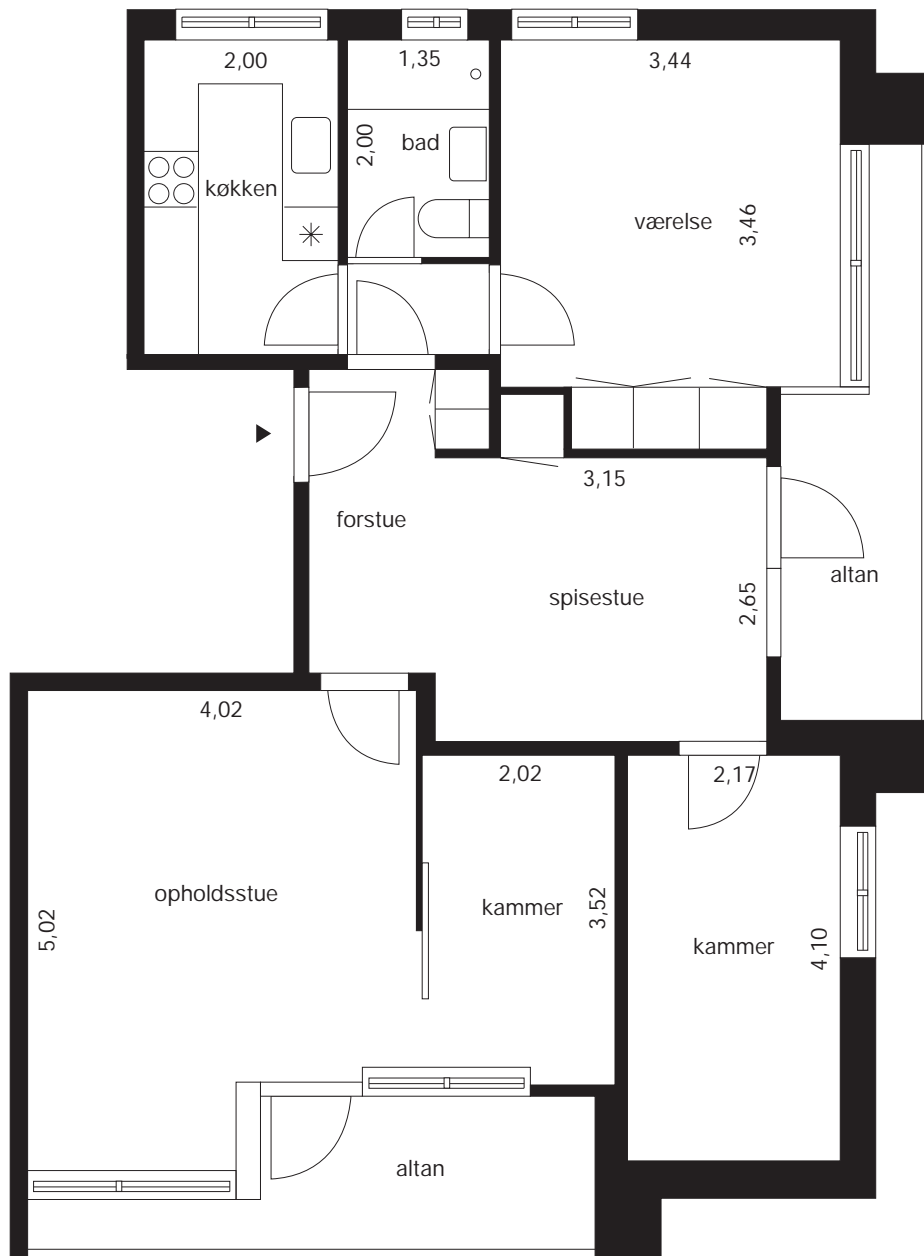 2,00
1,35
3,44
2,00
bad
køkken
værelse
3,46
3,15
forstue
spisestue
2,65
altan
4,02
2,02
2,17
opholdsstue
5,02
kammer
3,52
kammer
4,10
altan